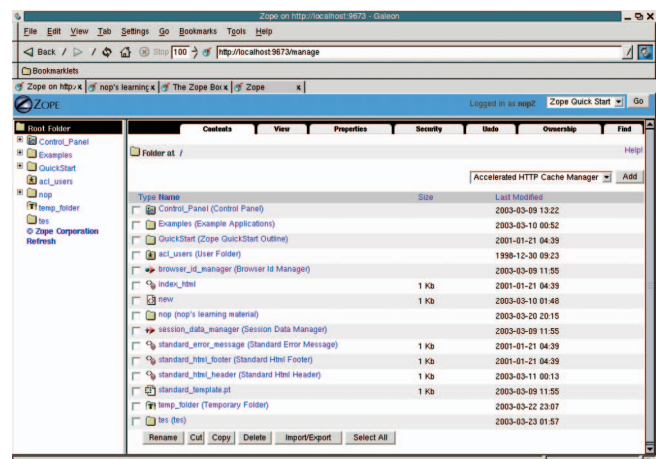 Zope on http://localhost:9673 - Galeon
File Edit View Tab Settings Go Bookmarks Tools Help
Back / / Stop 100 http://localhost:9673/manage
Bookmarklets
Zope on http: x nop's learning x The Zope Boo x Zope x
ZOPE Logged in as nop2 Zope Quick Start Go
Root Folder
Control_Panel
Examples
QuickStart
acl_users
nop
temp_folder
tes
© Zope Corporation
Refresh
Contents View Properties Security Undo Ownership Find
Folder at / Help!
Accelerated HTTP Cache Manager Add
Type Name Size Last Modified
Control_Panel (Control Panel) 2003-03-09 13:22
Examples (Example Applications) 2003-03-10 00:52
QuickStart (Zope QuickStart Outline) 2001-01-21 04:39
acl_users (User Folder) 1998-12-30 09:23
browser_id_manager (Browser Id Manager) 2003-03-09 11:55
index_html 1 Kb 2001-01-21 04:39
new 1 Kb 2003-03-10 01:48
nop (nop's learning material) 2003-03-20 20:15
session_data_manager (Session Data Manager) 2003-03-09 11:55
standard_error_message (Standard Error Message) 1 Kb 2001-01-21 04:39
standard_html_footer (Standard Html Footer) 1 Kb 2001-01-21 04:39
standard_html_header (Standard Html Header) 1 Kb 2003-03-11 00:13
standard_template.pt 1 Kb 2003-03-09 11:55
temp_folder (Temporary Folder) 2003-03-22 23:07
tes (tes) 2003-03-23 01:57
Rename Cut Copy Delete Import/Export Select All